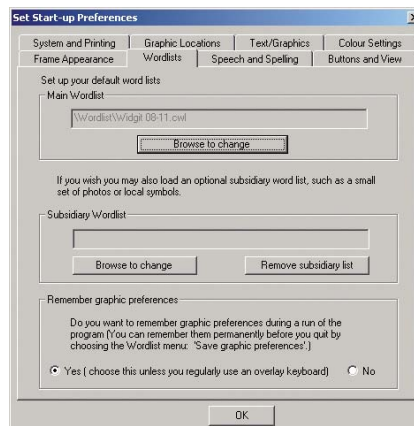 Set Start-up Preferences
System and Printing Graphic Locations Text/Graphics Colour Settings
Frame Appearance Wordlists Speech and Spelling Buttons and View
Set up your default word lists
Main Wordlist
\Wordlist\Widgit 08-11.cwl
Browse to change
If you wish you may also load an optional subsidiary word list, such as a small
set of photos or local symbols.
Subsidiary Wordlist
Browse to change Remove subsidiary list
Remember graphic preferences
Do you want to remember graphic preferences during a run of the
program (You can remember them permanently before you quit by
choosing the Wordlist menu: 'Save graphic preferences'.)
Yes ( choose this unless you regularly use an overlay keyboard) No
OK